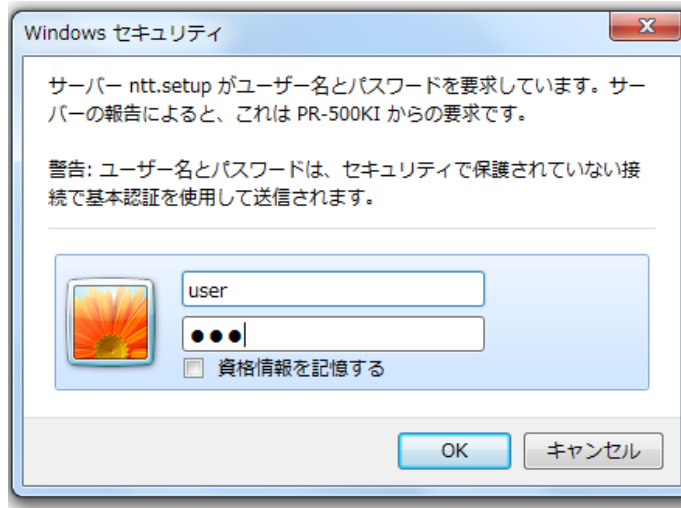 Windows セキュリティ
サーバー ntt.setup がユーザー名とパスワードを要求しています。サー
バーの報告によると、これは PR-500KI からの要求です。
警告: ユーザー名とパスワードは、セキュリティで保護されていない接
続で基本認証を使用して送信されます。
user
●●●
資格情報を記憶する
OK
キャンセル